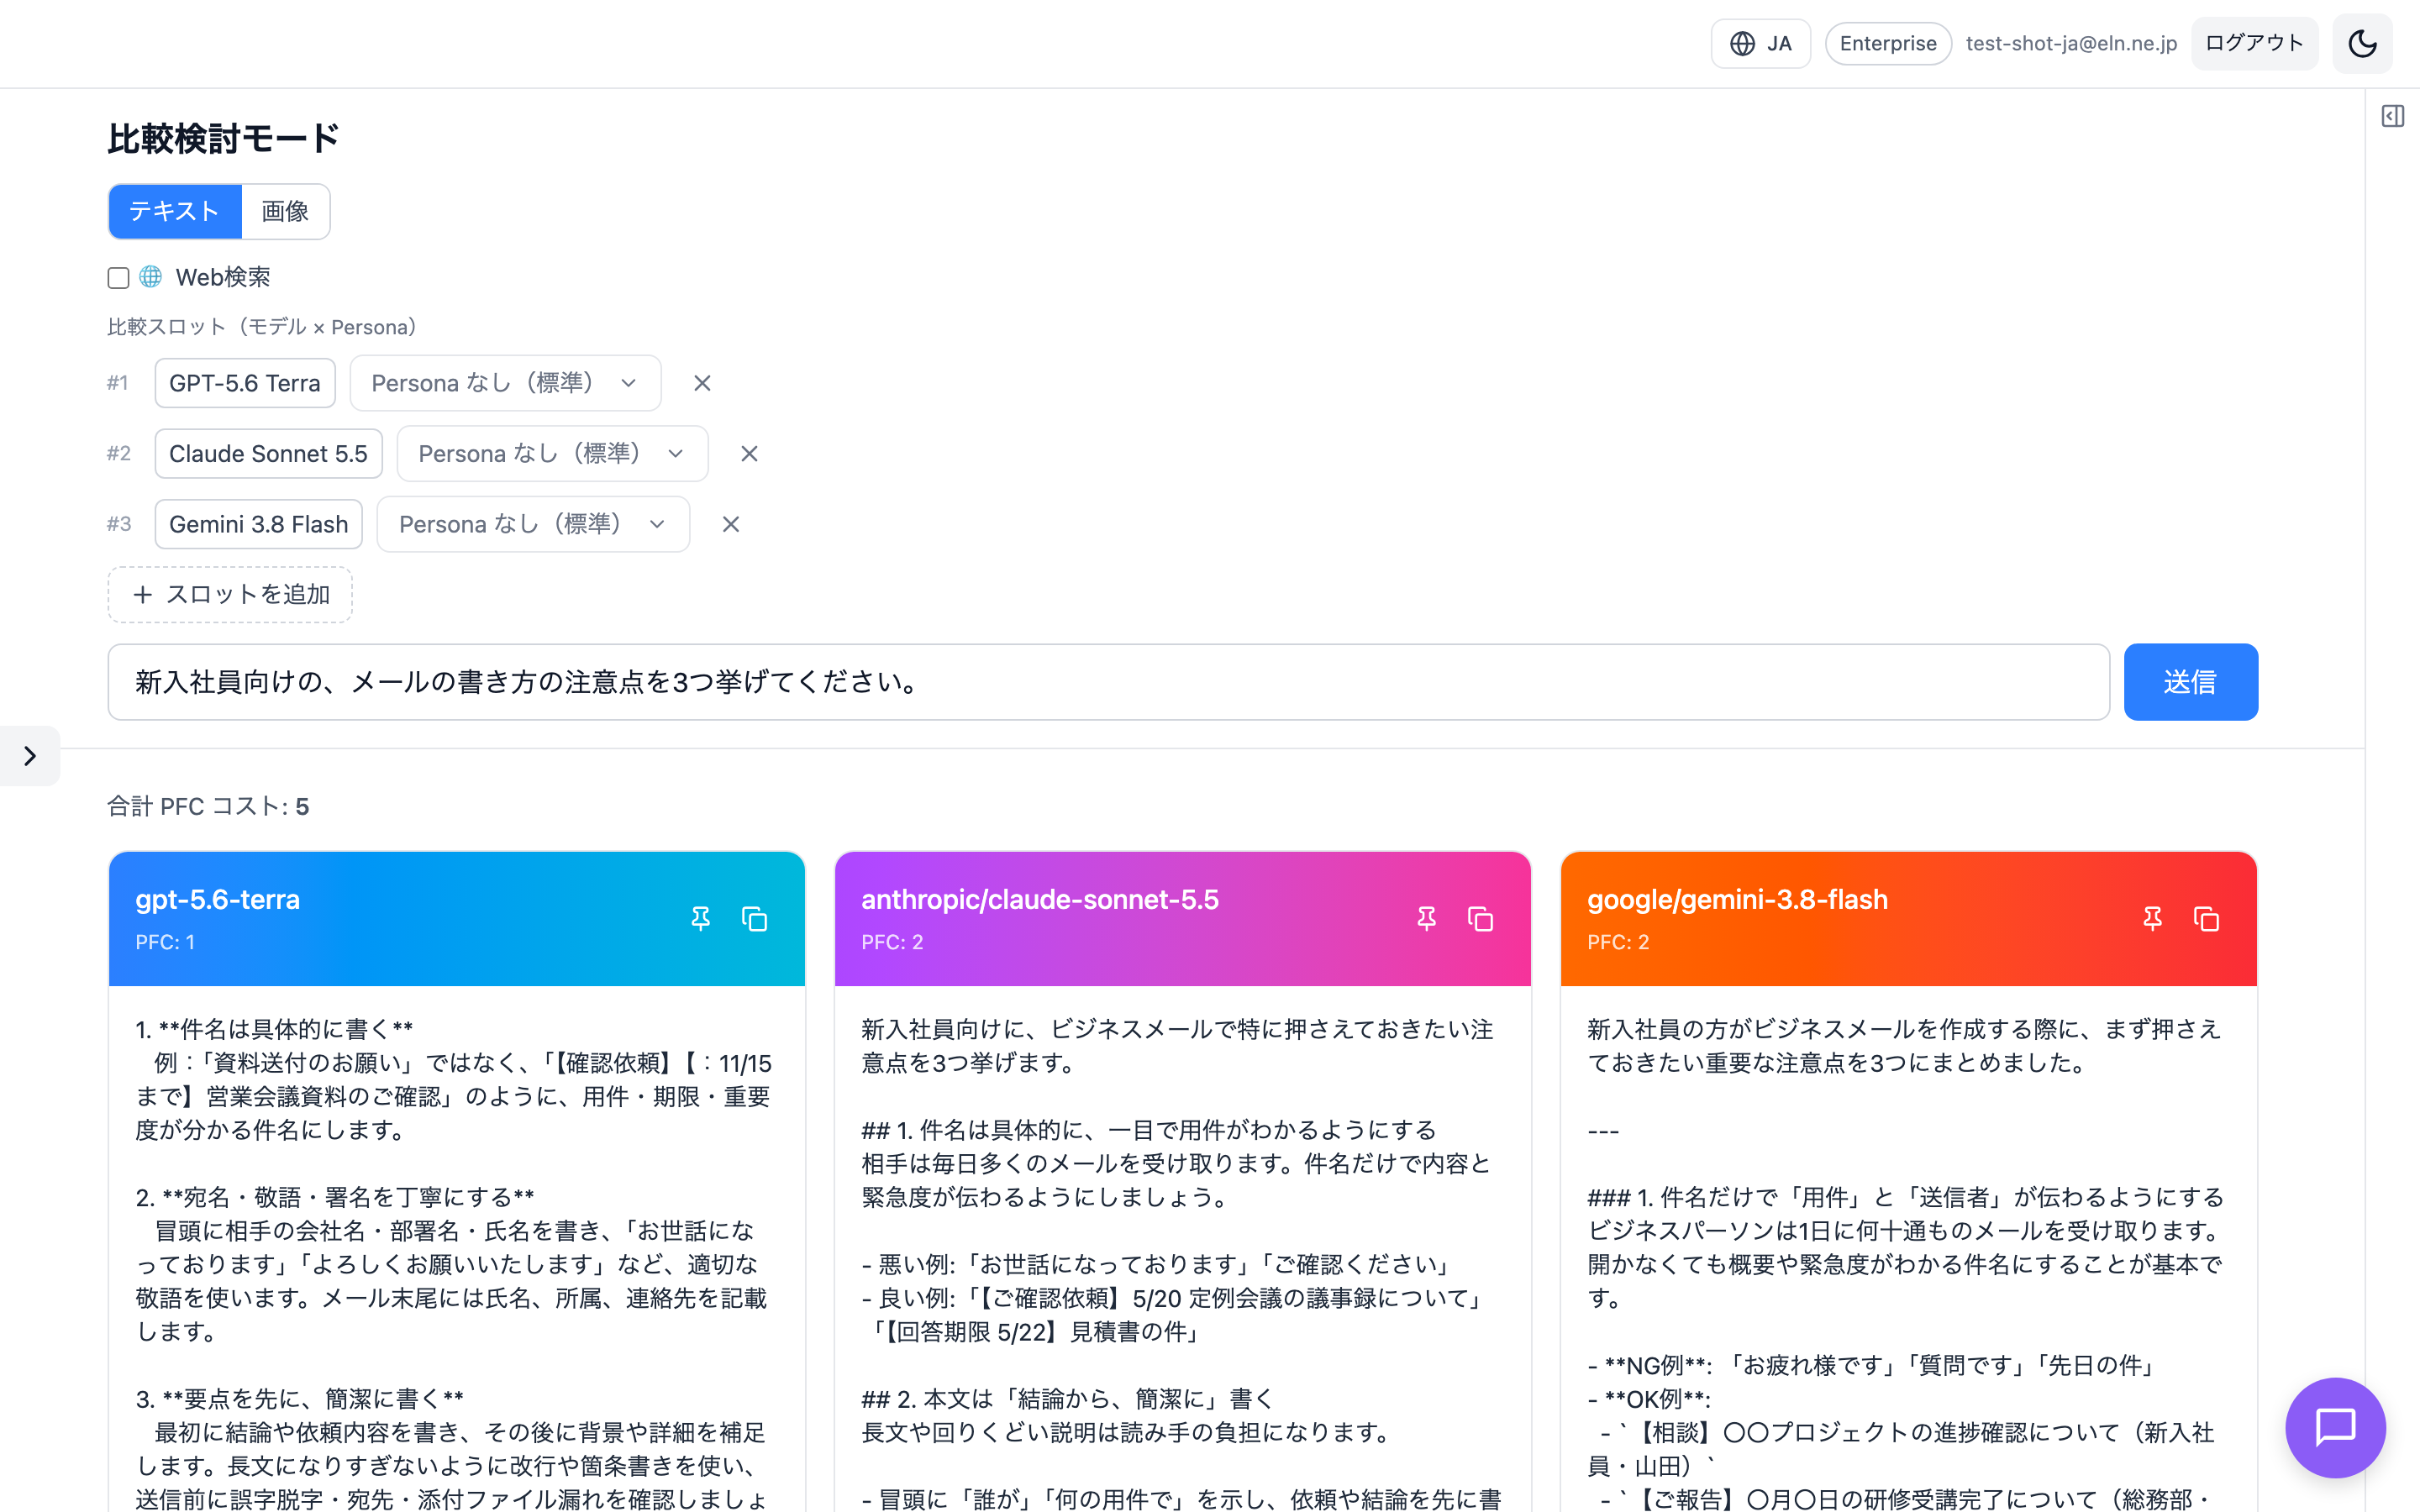 JA
Enterprise
test-shot-ja@eln.ne.jp
ログアウト
比較検討モード
テキスト
画像
Web検索
比較スロット（モデル × Persona）
#1
GPT-5.6 Terra
Persona なし（標準）
#2
Claude Sonnet 5.5
Persona なし（標準）
#3
Gemini 3.8 Flash
Persona なし（標準）
＋ スロットを追加
新入社員向けの、メールの書き方の注意点を3つ挙げてください。
送信
合計 PFC コスト: 5
gpt-5.6-terra
PFC: 1
1. **件名は具体的に書く**
例：「資料送付のお願い」ではなく、「【確認依頼】【：11/15
まで】営業会議資料のご確認」のように、用件・期限・重要
度が分かる件名にします。
2. **宛名・敬語・署名を丁寧にする**
冒頭に相手の会社名・部署名・氏名を書き、「お世話にな
っております」「よろしくお願いいたします」など、適切な
敬語を使います。メール末尾には氏名、所属、連絡先を記載
します。
3. **要点を先に、簡潔に書く**
最初に結論や依頼内容を書き、その後に背景や詳細を補足
します。長文になりすぎないように改行や箇条書きを使い、
送信前に誤字脱字・宛先・添付ファイル漏れを確認しましょ
anthropic/claude-sonnet-5.5
PFC: 2
新入社員向けに、ビジネスメールで特に押さえておきたい注
意点を3つ挙げます。
## 1. 件名は具体的に、一目で用件がわかるようにする
相手は毎日多くのメールを受け取ります。件名だけで内容と
緊急度が伝わるようにしましょう。
- 悪い例:「お世話になっております」「ご確認ください」
- 良い例:「【ご確認依頼】5/20 定例会議の議事録について」
「【回答期限 5/22】見積書の件」
## 2. 本文は「結論から、簡潔に」書く
長文や回りくどい説明は読み手の負担になります。
- 冒頭に「誰が」「何の用件で」を示し、依頼や結論を先に書
google/gemini-3.8-flash
PFC: 2
新入社員の方がビジネスメールを作成する際に、まず押さえ
ておきたい重要な注意点を3つにまとめました。
---
### 1. 件名だけで「用件」と「送信者」が伝わるようにする
ビジネスパーソンは1日に何十通ものメールを受け取ります。
開かなくても概要や緊急度がわかる件名にすることが基本で
す。
- **NG例**: 「お疲れ様です」「質問です」「先日の件」
- **OK例**:
- `【相談】〇〇プロジェクトの進捗確認について（新入社
員・山田）`
- `【ご報告】〇月〇日の研修受講完了について（総務部・